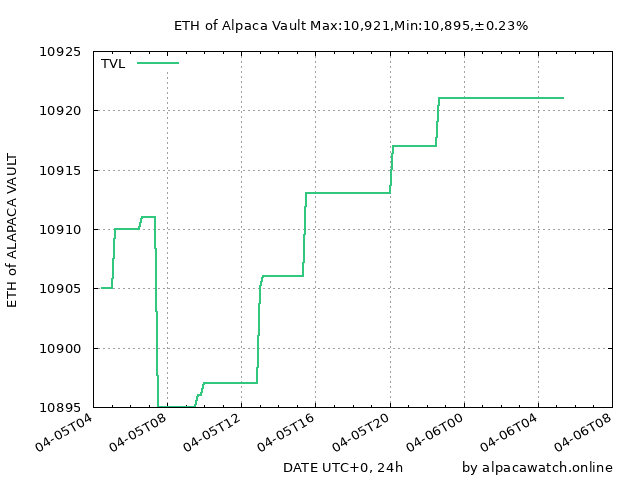 ETH of Alpaca Vault Max:10,921,Min:10,895,±0.23%
TVL
ETH of ALAPACA VAULT
10925
10920
10915
10910
10905
10900
10895
04-05T04
04-05T08
04-05T12
04-05T16
04-05T20
04-06T00
04-06T04
04-06T08
DATE UTC+0, 24h
by alpacawatch.online